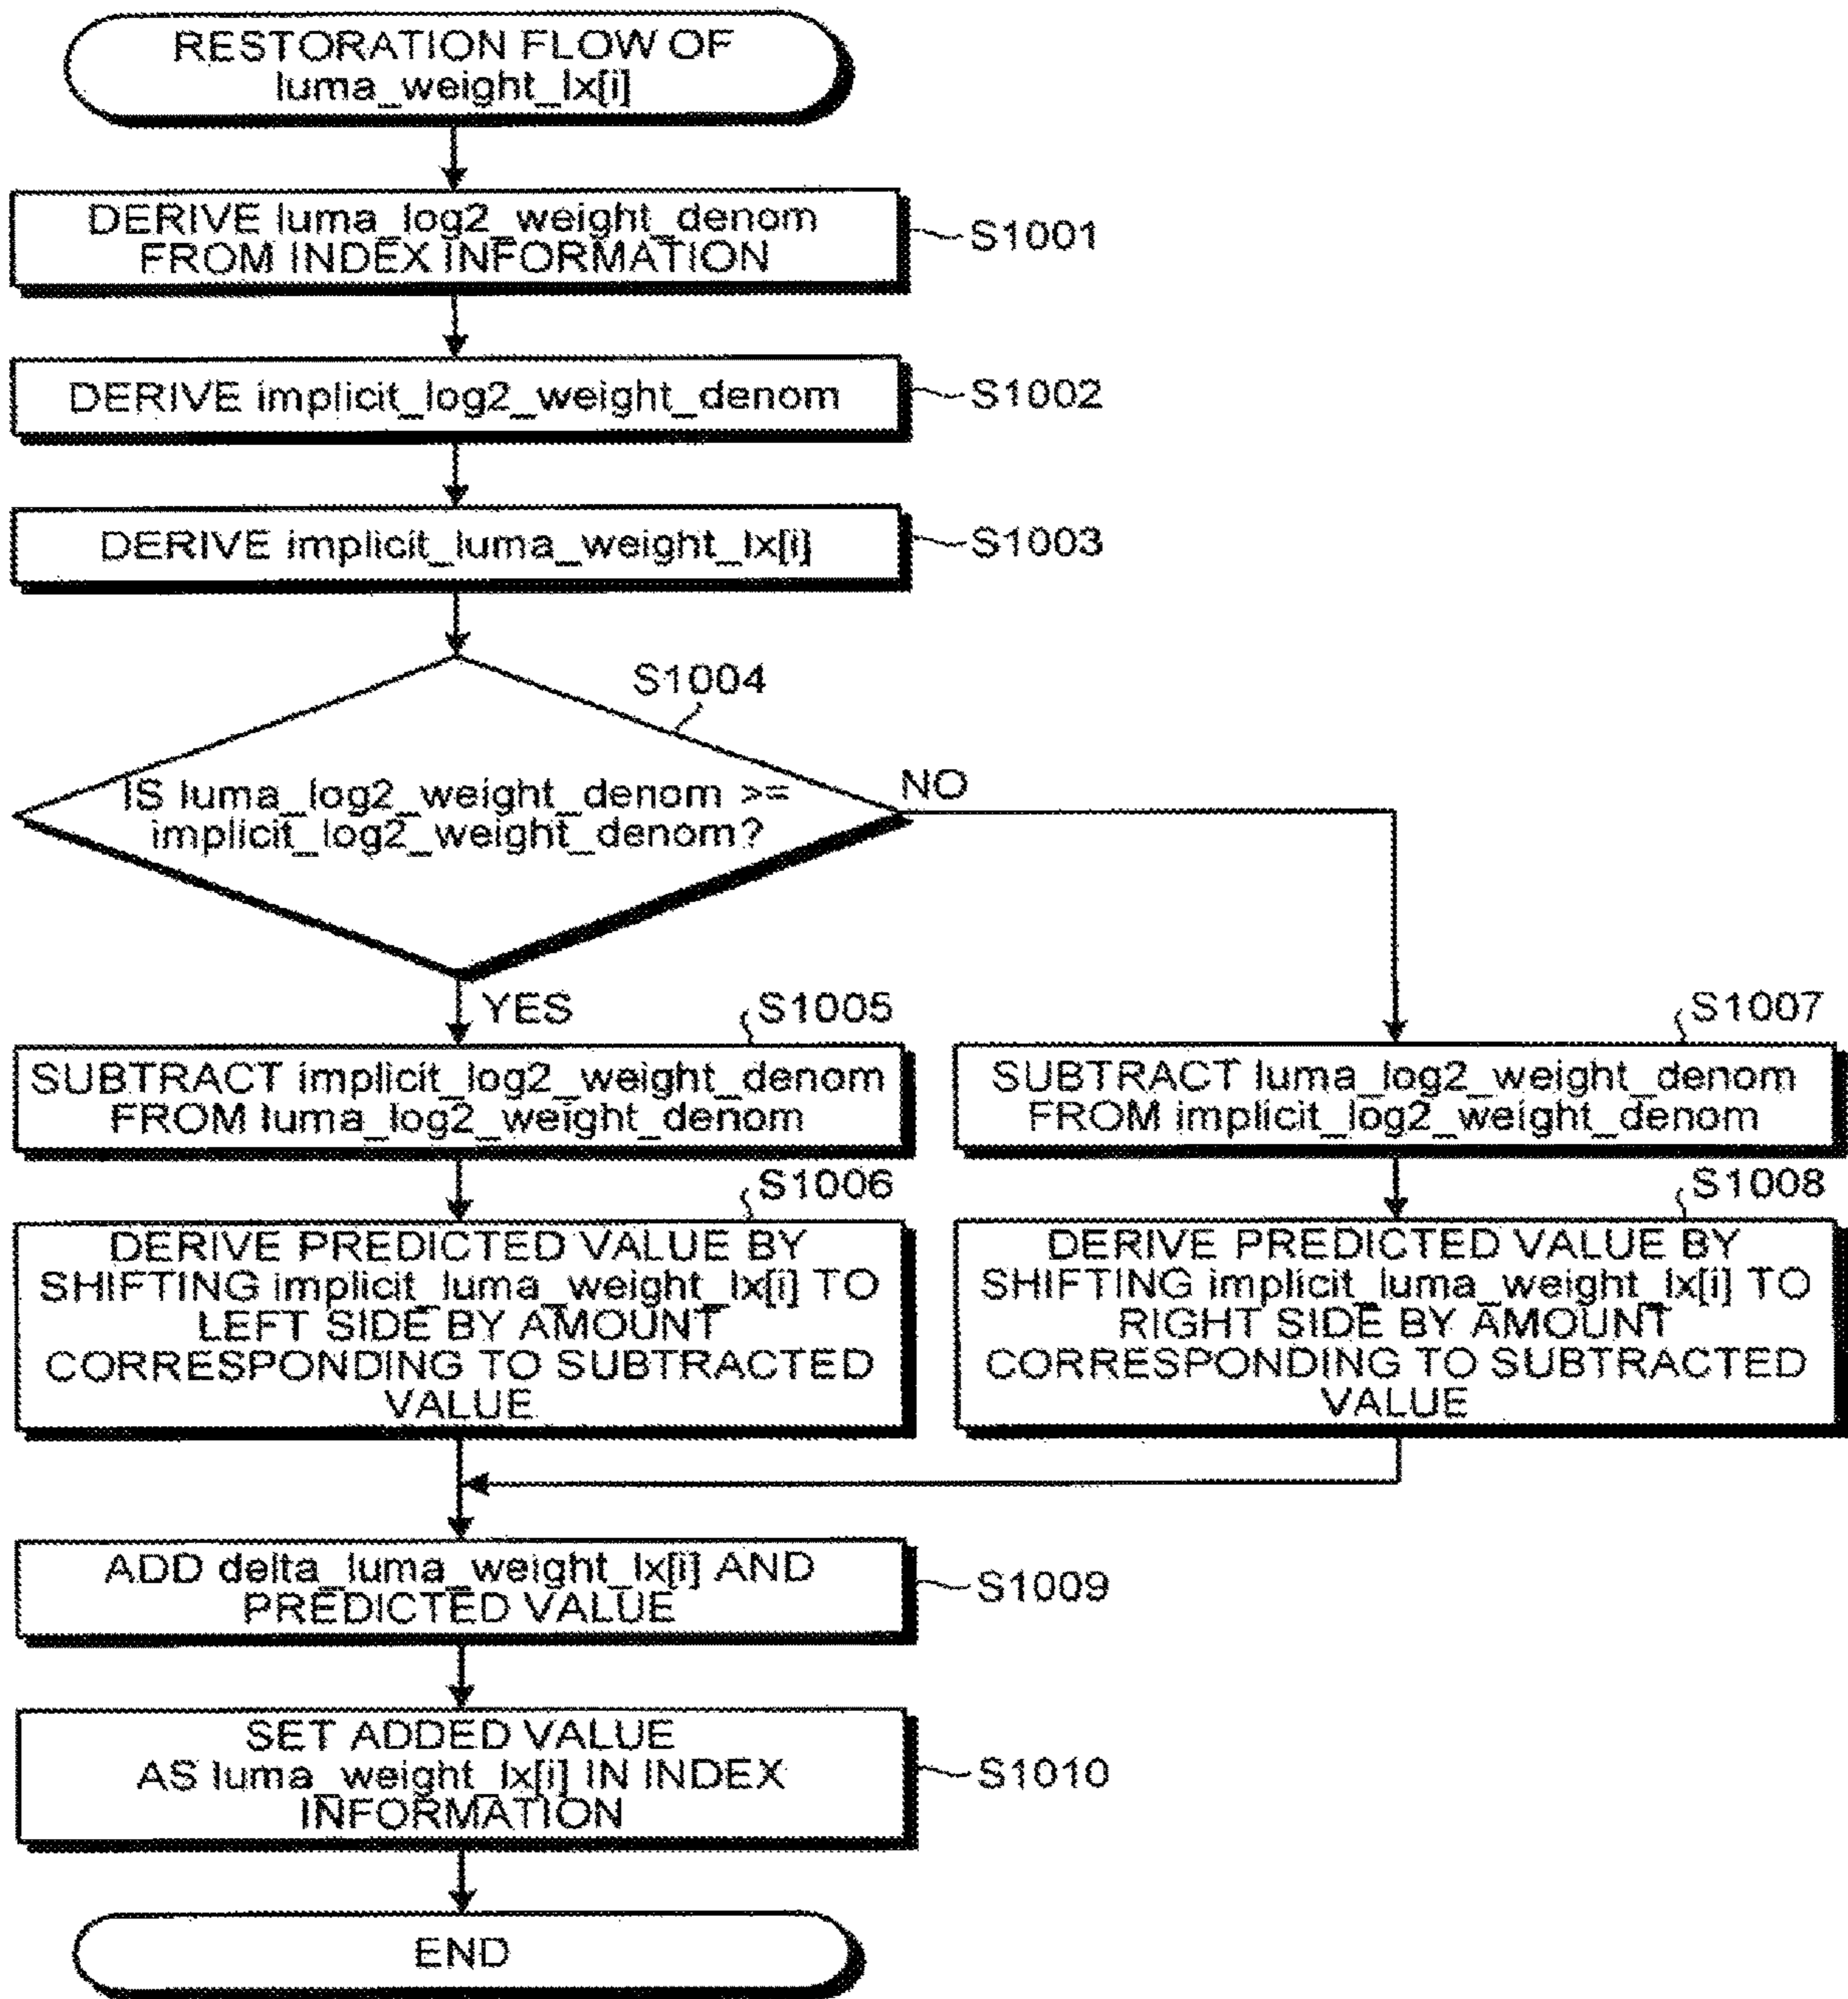 RESTORATION FLOW OF
luma_weight_lx[i]
DERIVE luma_log2_weight_denom
FROM INDEX INFORMATION
S1001
DERIVE implicit_log2_weight_denom
S1002
DERIVE implicit_luma_weight_lx[i]
S1003
S1004
IS luma_log2_weight_denom >=
implicit_log2_weight_denom?
NO
YES
S1005
SUBTRACT implicit_log2_weight_denom
FROM luma_log2_weight_denom
S1007
SUBTRACT luma_log2_weight_denom
FROM implicit_log2_weight_denom
S1006
DERIVE PREDICTED VALUE BY
SHIFTING implicit_luma_weight_lx[i] TO
LEFT SIDE BY AMOUNT
CORRESPONDING TO SUBTRACTED
VALUE
S1008
DERIVE PREDICTED VALUE BY
SHIFTING implicit_luma_weight_lx[i] TO
RIGHT SIDE BY AMOUNT
CORRESPONDING TO SUBTRACTED
VALUE
ADD delta_luma_weight_lx[i] AND
PREDICTED VALUE
S1009
SET ADDED VALUE
AS luma_weight_lx[i] IN INDEX
INFORMATION
S1010
END